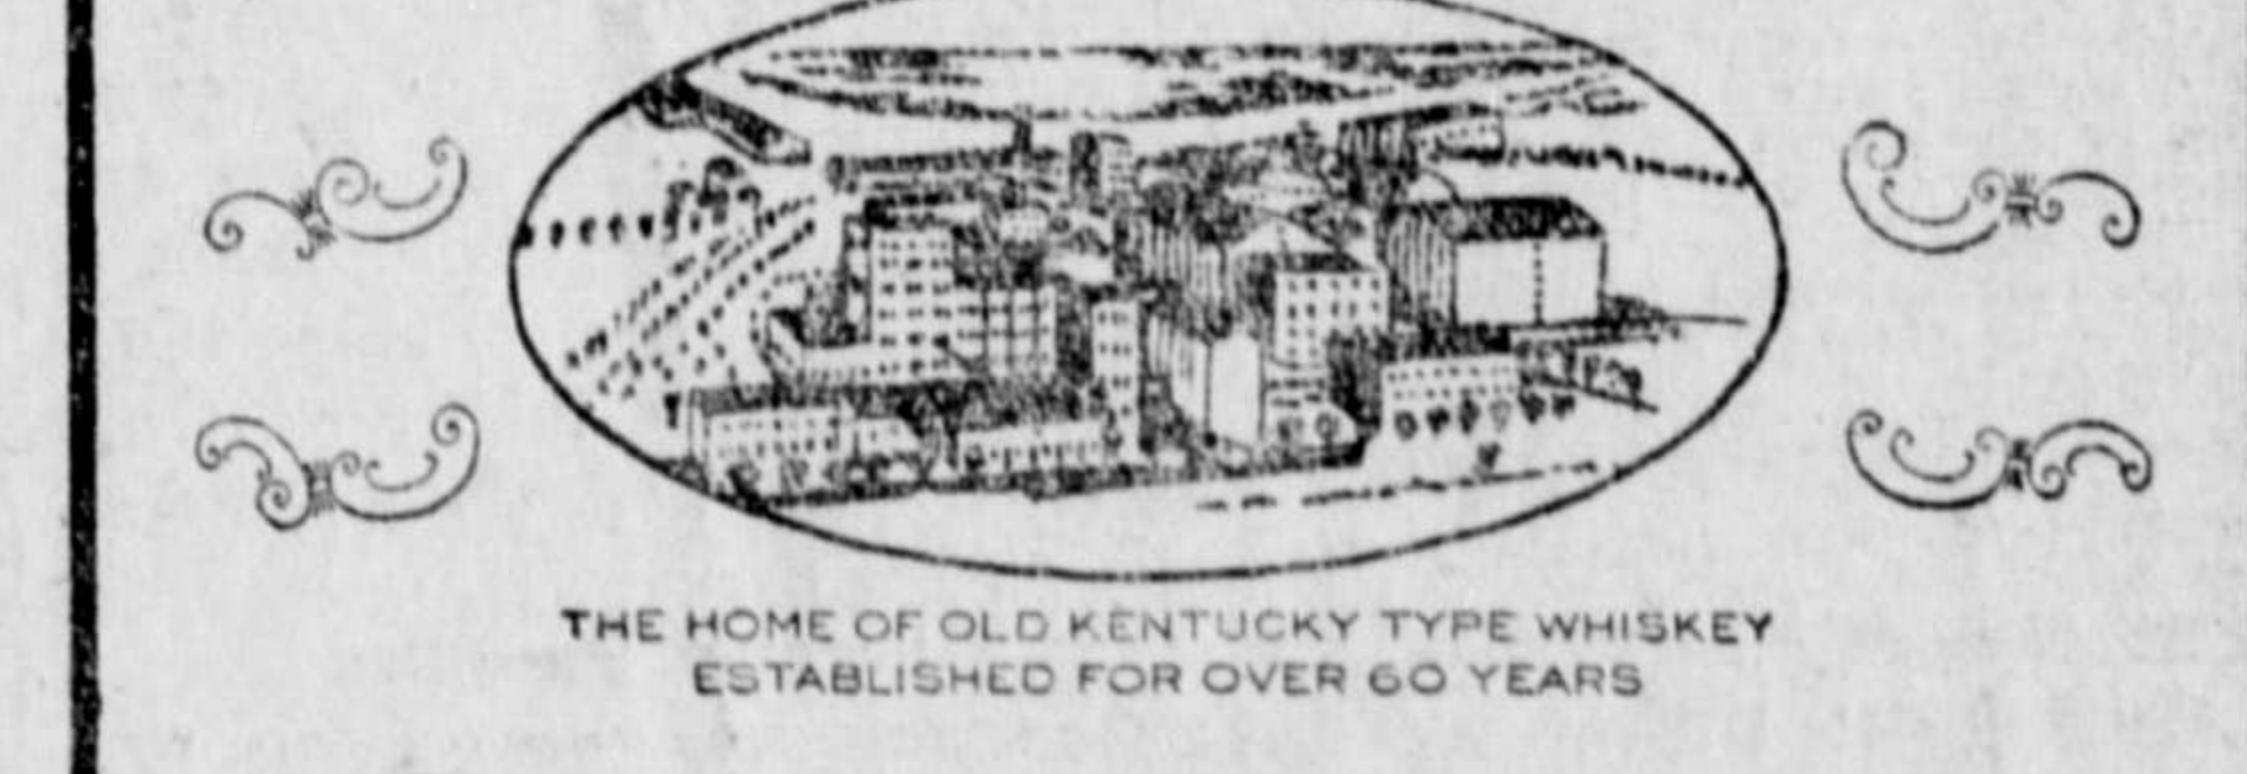 THE HOME OF OLD KENTUCKY TYPE WHISKEY
ESTABLISHED FOR OVER 60 YEARS